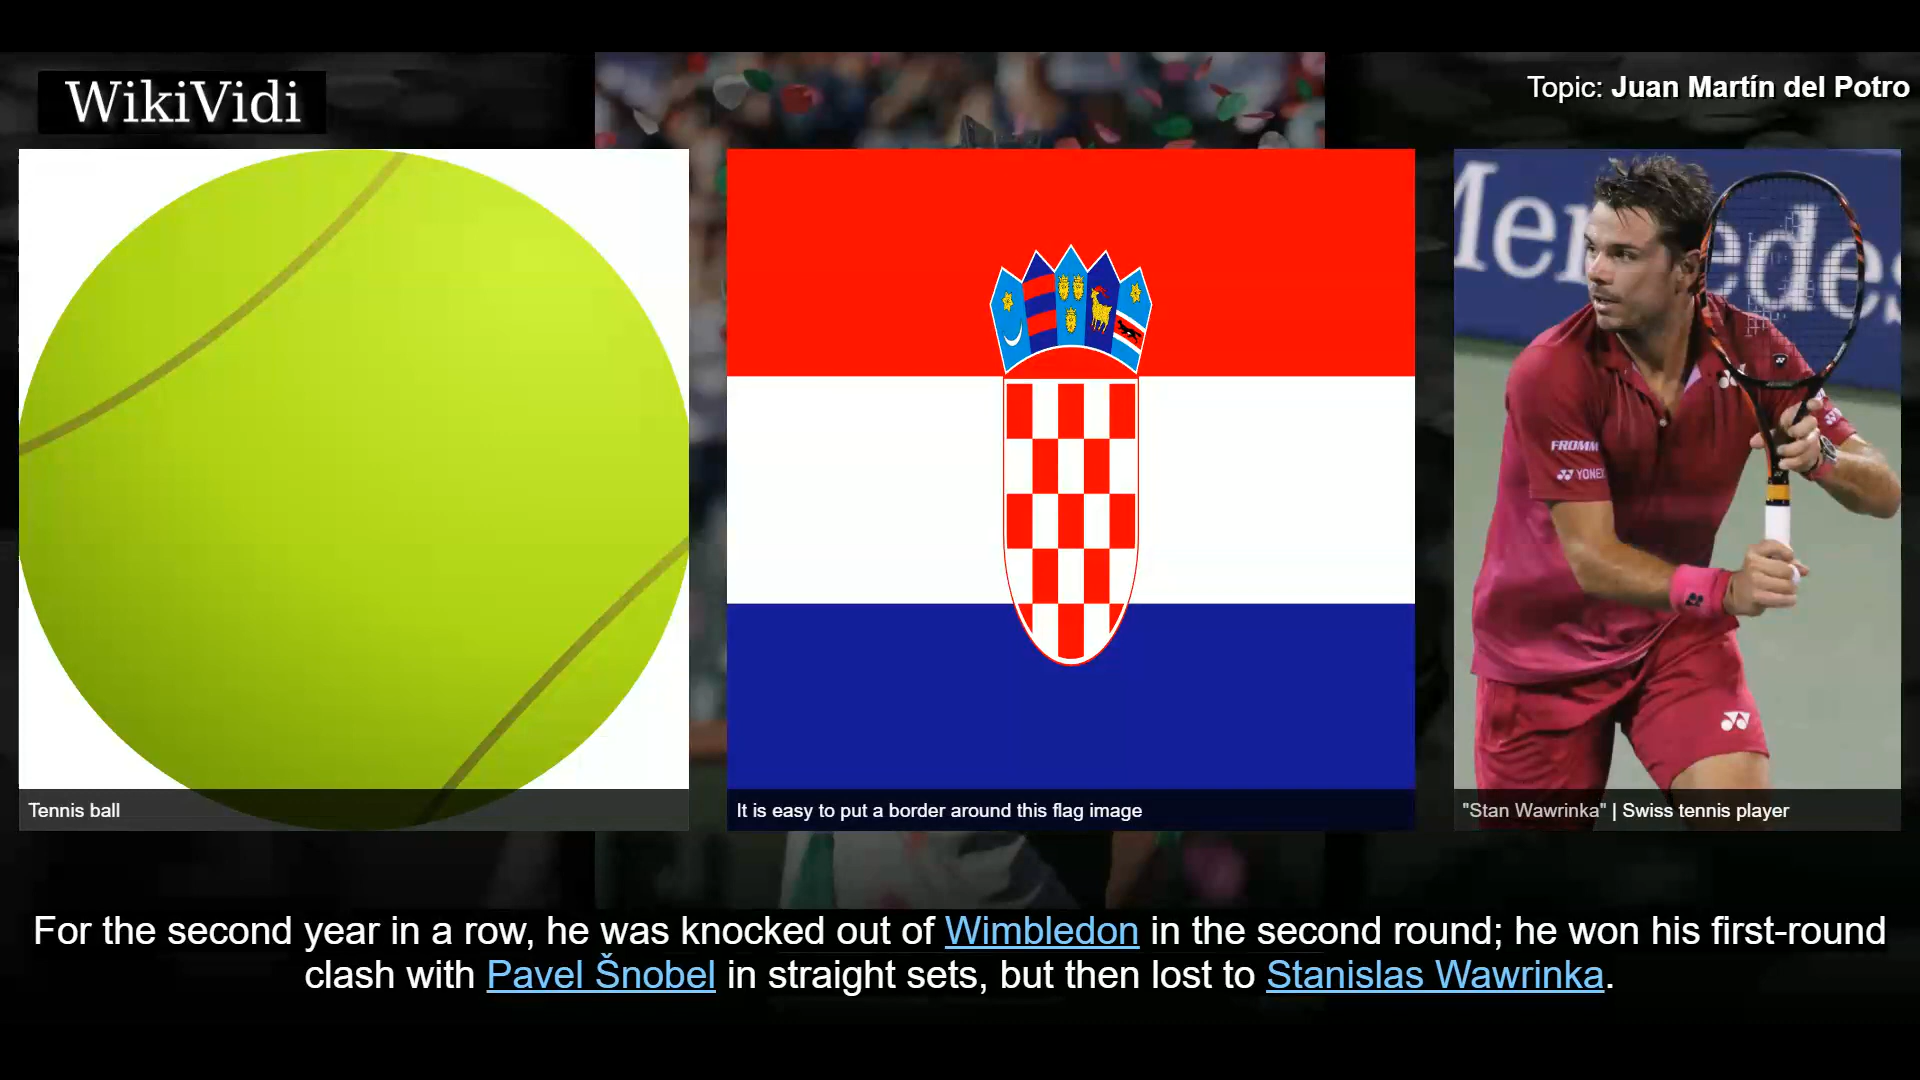 WikiVidi
Topic: Juan Martín del Potro
Mercedes
FROMM
YONEX
Tennis ball
It is easy to put a border around this flag image
"Stan Wawrinka" | Swiss tennis player
For the second year in a row, he was knocked out of Wimbledon in the second round; he won his first-round
clash with Pavel Šnobel in straight sets, but then lost to Stanislas Wawrinka.